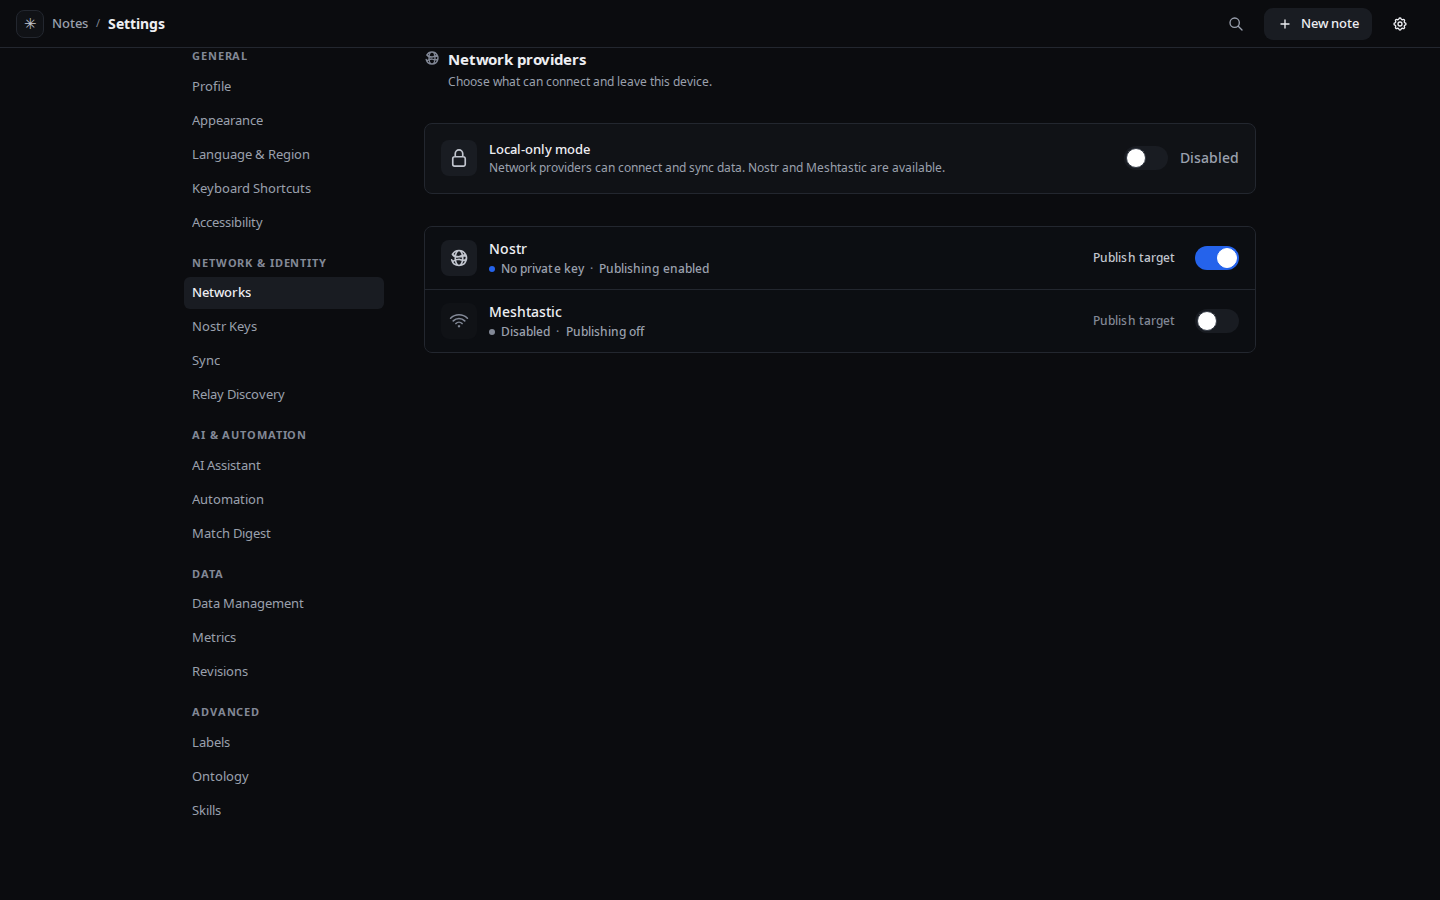 Notes / Settings
New note
GENERAL
Profile
Appearance
Language & Region
Keyboard Shortcuts
Accessibility
NETWORK & IDENTITY
Networks
Nostr Keys
Sync
Relay Discovery
AI & AUTOMATION
AI Assistant
Automation
Match Digest
DATA
Data Management
Metrics
Revisions
ADVANCED
Labels
Ontology
Skills
Network providers
Choose what can connect and leave this device.
Local-only mode
Network providers can connect and sync data. Nostr and Meshtastic are available.
Disabled
Nostr
No private key · Publishing enabled
Publish target
Meshtastic
Disabled · Publishing off
Publish target